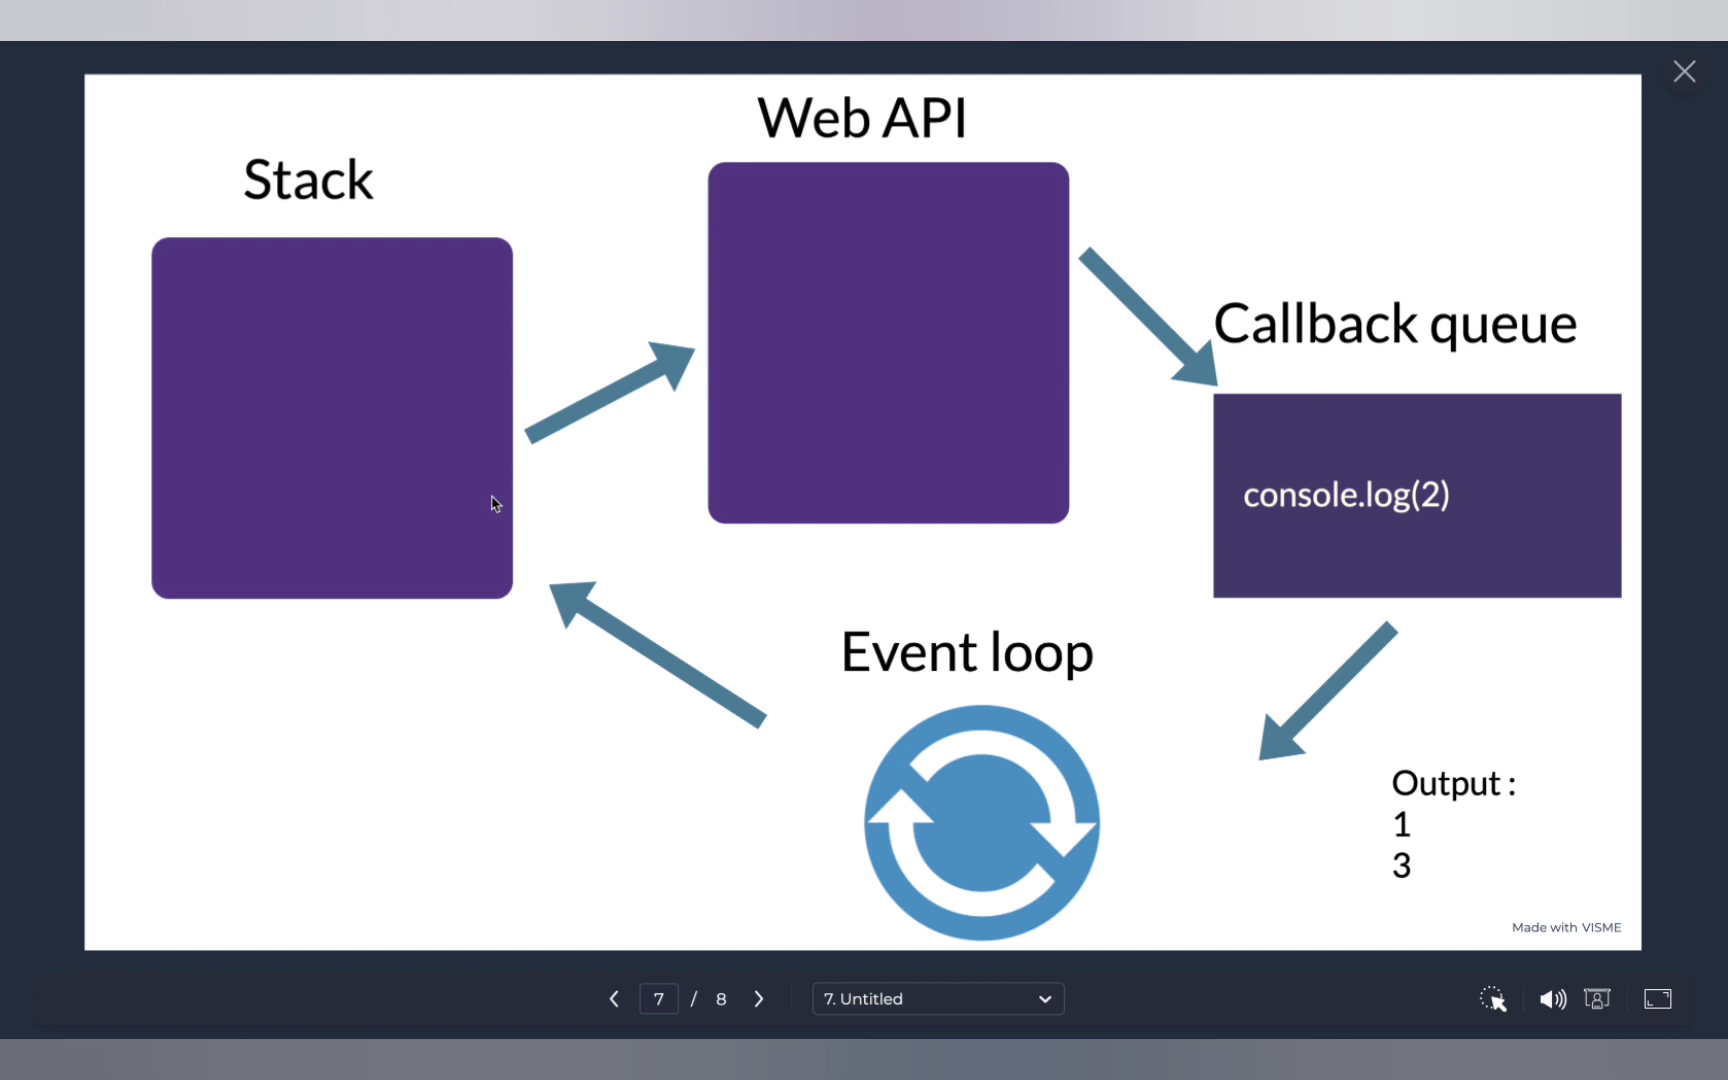 Web API
Stack
Callback queue
console.log(2)
Event loop
Output :
1
3
Made with VISME
7 / 8
7. Untitled